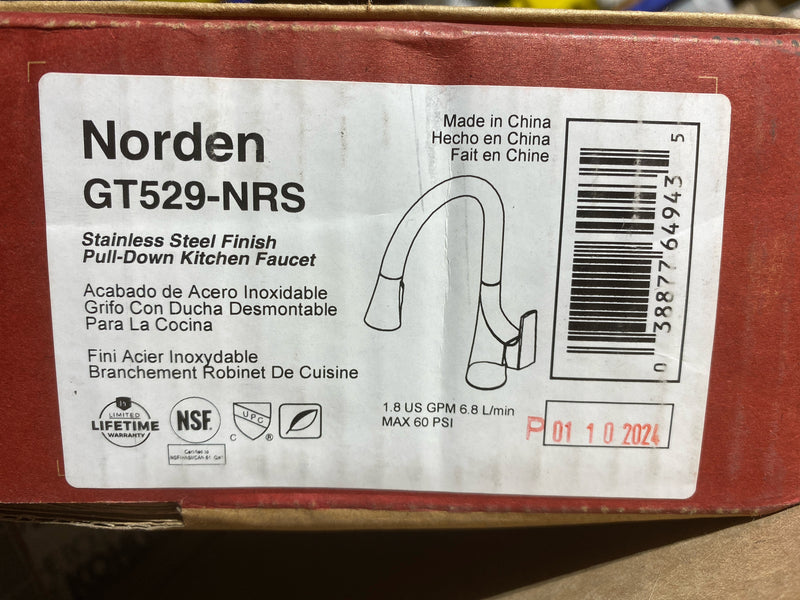 Norden
GT529-NRS
Stainless Steel Finish
Pull-Down Kitchen Faucet
Acabado de Acero Inoxidable
Grifo Con Ducha Desmontable
Para La Cocina
Fini Acier Inoxydable
Branchement Robinet De Cuisine
LIMITED
LIFETIME
WARRANTY
NSF
Certified to
UPC
C
®
Made in China
Hecho en China
Fait en Chine
1.8 US GPM 6.8 L/min
MAX 60 PSI
0 38877 64943 5
P 01 10 2024